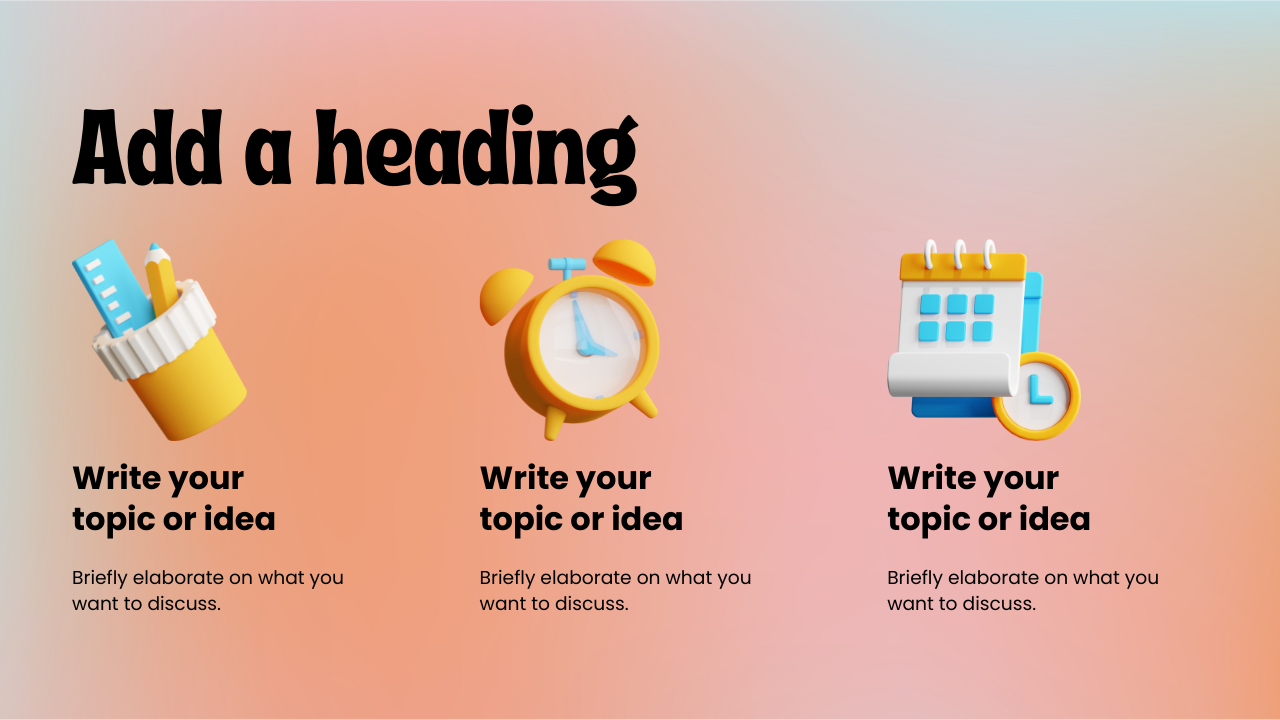 Add a heading
Write your
topic or idea
Briefly elaborate on what you
want to discuss.
Write your
topic or idea
Briefly elaborate on what you
want to discuss.
Write your
topic or idea
Briefly elaborate on what you
want to discuss.